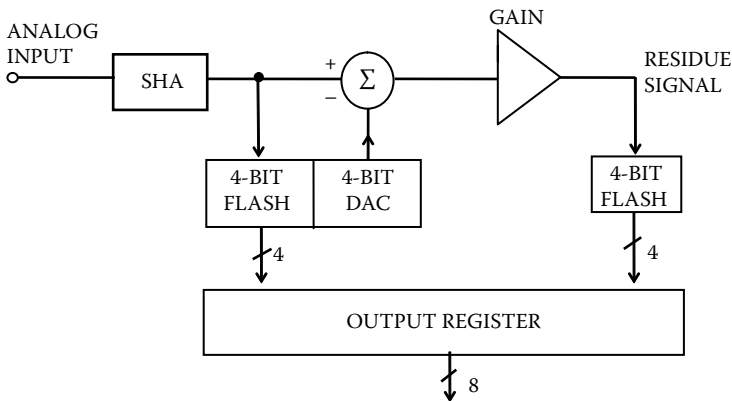 ANALOG
INPUT
SHA
+
−
Σ
GAIN
RESIDUE
SIGNAL
4-BIT
FLASH
4-BIT
DAC
4-BIT
FLASH
4
4
OUTPUT REGISTER
8